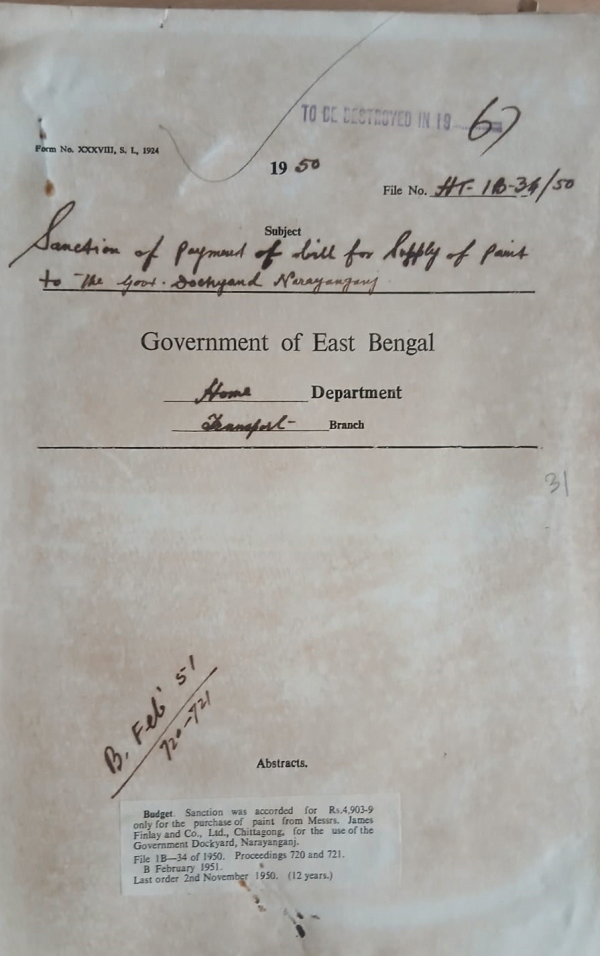 TO BE DESTROYED IN 19 67
Form No. XXXVIII, S. I., 1924
1950
File No. HT-1B-34/50
Subject
Sanction of payment of bill for Supply of paint
to The Govt. Dockyard Narayanganj
Government of East Bengal
Home Department
Transport Branch
31
B. Feb' 51
720-721
Abstracts.
Budget. Sanction was accorded for Rs.4,903-9
only for the purchase of paint from Messrs. James
Finlay and Co., Ltd., Chittagong, for the use of the
Government Dockyard, Narayanganj.
File 1B—34 of 1950. Proceedings 720 and 721.
B February 1951.
Last order 2nd November 1950. (12 years.)